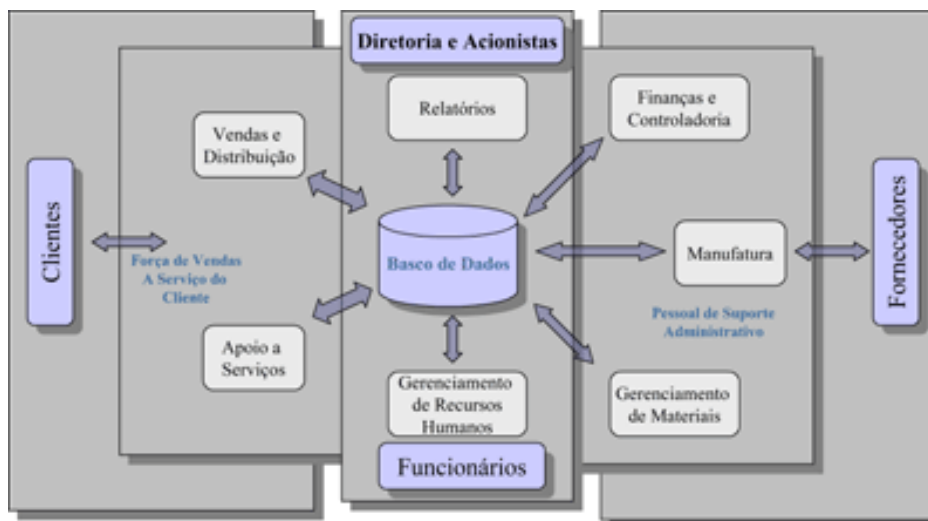 Diretoria e Acionistas
Relatórios
Finanças e
Controladoria
Vendas e
Distribuição
Clientes
Força de Vendas
A Serviço do
Cliente
Basco de Dados
Manufatura
Fornecedores
Pessoal de Suporte
Administrativo
Apoio a
Serviços
Gerenciamento
de Recursos
Humanos
Gerenciamento
de Materiais
Funcionários